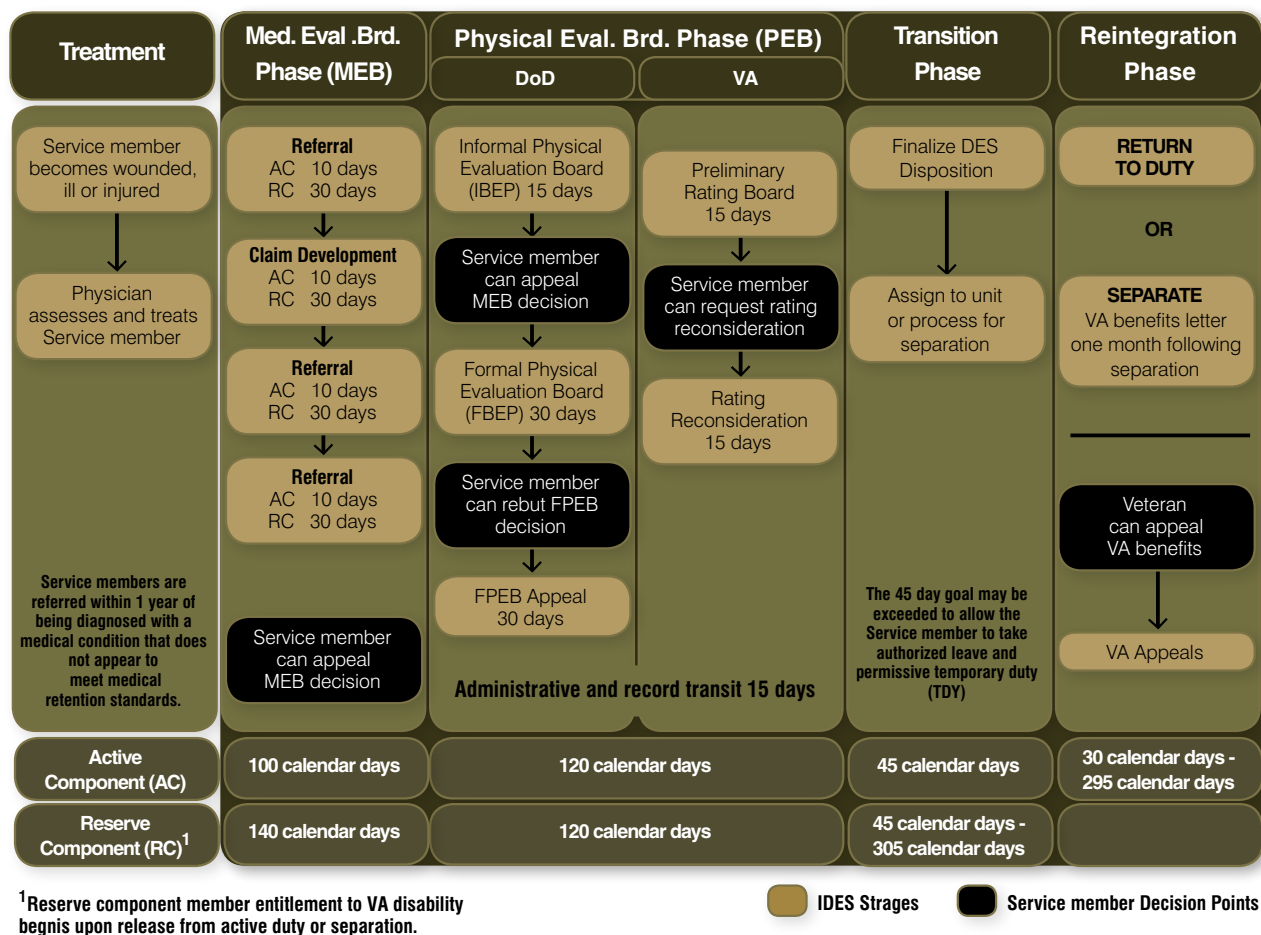 Treatment
Med. Eval .Brd.
Phase (MEB)
Physical Eval. Brd. Phase (PEB)
DoD
VA
Transition
Phase
Reintegration
Phase
Service member
becomes wounded,
ill or injured
Physician
assesses and treats
Service member
Service members are
referred within 1 year of
being diagnosed with a
medical condition that does
not appear to
meet medical
retention standards.
Referral
AC 10 days
RC 30 days
Claim Development
AC 10 days
RC 30 days
Referral
AC 10 days
RC 30 days
Referral
AC 10 days
RC 30 days
Service member
can appeal
MEB decision
Informal Physical
Evaluation Board
(IBEP) 15 days
Service member
can appeal
MEB decision
Formal Physical
Evaluation Board
(FBEP) 30 days
Service member
can rebut FPEB
decision
FPEB Appeal
30 days
Preliminary
Rating Board
15 days
Service member
can request rating
reconsideration
Rating
Reconsideration
15 days
Administrative and record transit 15 days
Finalize DES
Disposition
Assign to unit
or process for
separation
The 45 day goal may be
exceeded to allow the
Service member to take
authorized leave and
permissive temporary duty
(TDY)
RETURN
TO DUTY
OR
SEPARATE
VA benefits letter
one month following
separation
Veteran
can appeal
VA benefits
VA Appeals
Active
Component (AC)
100 calendar days
120 calendar days
45 calendar days
30 calendar days -
295 calendar days
Reserve
Component (RC)1
140 calendar days
120 calendar days
45 calendar days -
305 calendar days
1Reserve component member entitlement to VA disability
begnis upon release from active duty or separation.
IDES Strages
Service member Decision Points